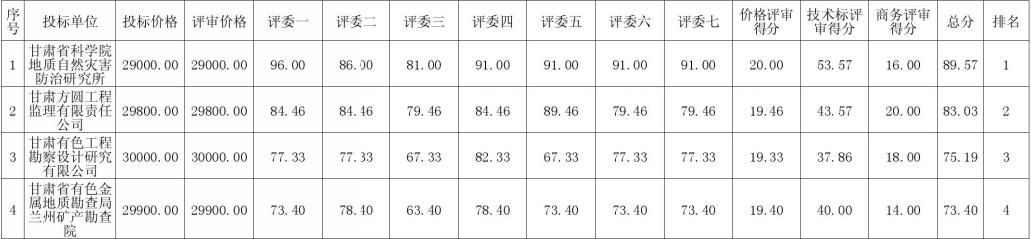 序号 投标单位 投标价格 评审价格 评委一 评委二 评委三 评委四 评委五 评委六 评委七 价格评审得分 技术标评审得分 商务评审得分 总分 排名
1 甘肃省科学院地质自然灾害防治研究所 29000.00 29000.00 96.00 86.00 81.00 91.00 91.00 91.00 91.00 20.00 53.57 16.00 89.57 1
2 甘肃方圆工程监理有限责任公司 29800.00 29800.00 84.46 84.46 79.46 84.46 89.46 79.46 79.46 19.46 43.57 20.00 83.03 2
3 甘肃有色工程勘察设计研究有限公司 30000.00 30000.00 77.33 77.33 67.33 82.33 67.33 77.33 77.33 19.33 37.86 18.00 75.19 3
4 甘肃省有色金属地质勘查局兰州矿产勘查院 29900.00 29900.00 73.40 78.40 63.40 78.40 73.40 73.40 73.40 19.40 40.00 14.00 73.40 4